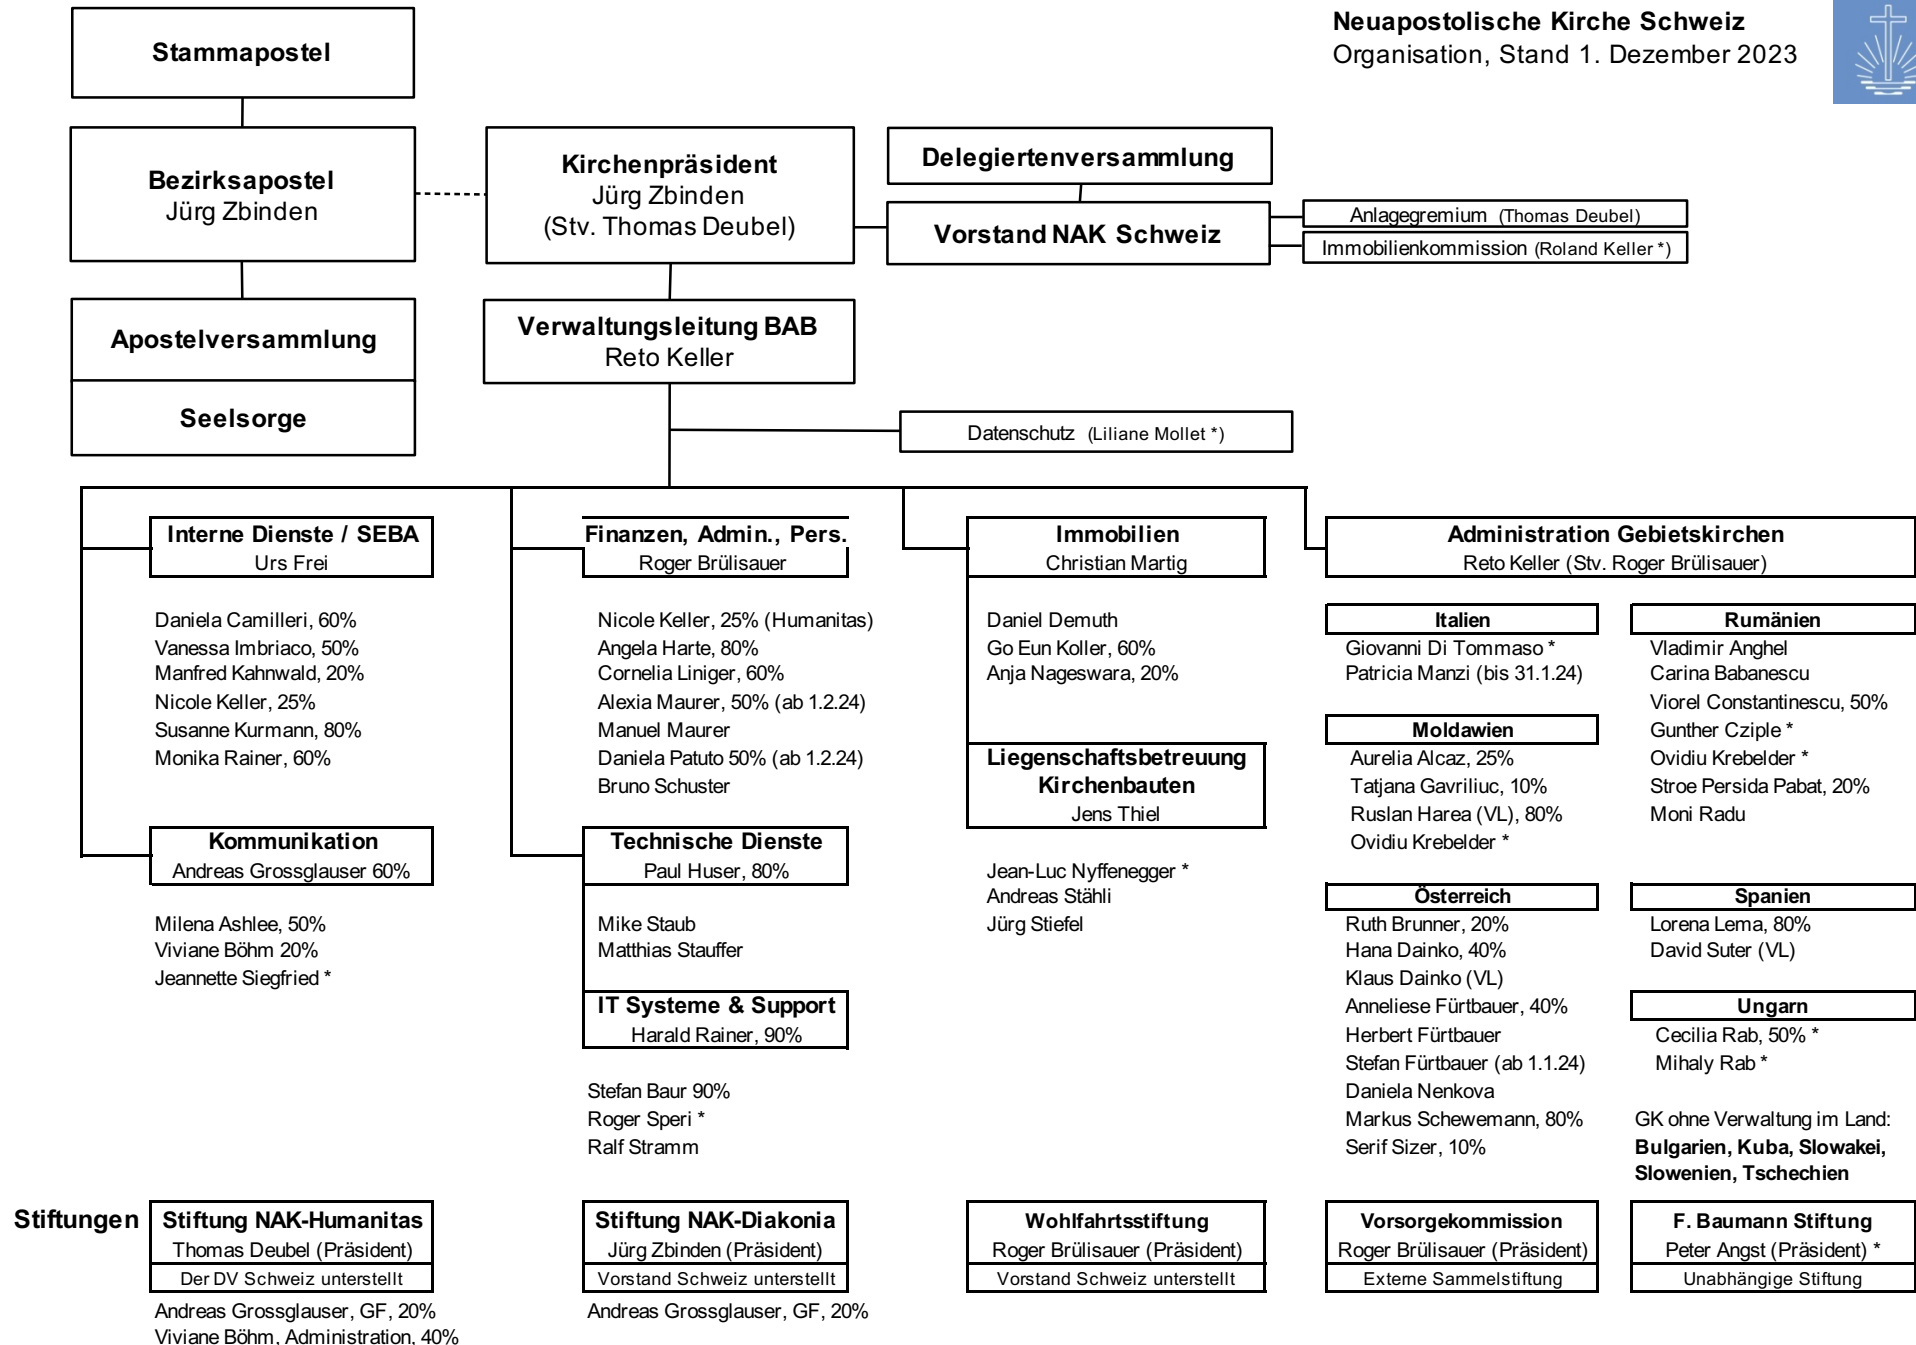 Neuapostolische Kirche Schweiz
Organisation, Stand 1. Dezember 2023
Stammapostel
Bezirksapostel
Jürg Zbinden
Kirchenpräsident
Jürg Zbinden
(Stv. Thomas Deubel)
Delegiertenversammlung
Vorstand NAK Schweiz
Anlagegremium (Thomas Deubel)
Immobilienkommission (Roland Keller *)
Apostelversammlung
Seelsorge
Verwaltungsleitung BAB
Reto Keller
Datenschutz (Liliane Mollet *)
Interne Dienste / SEBA
Urs Frei
Daniela Camilleri, 60%
Vanessa Imbriaco, 50%
Manfred Kahnwald, 20%
Nicole Keller, 25%
Susanne Kurmann, 80%
Monika Rainer, 60%
Kommunikation
Andreas Grossglauser 60%
Milena Ashlee, 50%
Viviane Böhm 20%
Jeannette Siegfried *
Finanzen, Admin., Pers.
Roger Brülisauer
Nicole Keller, 25% (Humanitas)
Angela Harte, 80%
Cornelia Liniger, 60%
Alexia Maurer, 50% (ab 1.2.24)
Manuel Maurer
Daniela Patuto 50% (ab 1.2.24)
Bruno Schuster
Technische Dienste
Paul Huser, 80%
Mike Staub
Matthias Stauffer
IT Systeme & Support
Harald Rainer, 90%
Stefan Baur 90%
Roger Speri *
Ralf Stramm
Immobilien
Christian Martig
Daniel Demuth
Go Eun Koller, 60%
Anja Nageswara, 20%
Liegenschaftsbetreuung
Kirchenbauten
Jens Thiel
Jean-Luc Nyffenegger *
Andreas Stähli
Jürg Stiefel
Administration Gebietskirchen
Reto Keller (Stv. Roger Brülisauer)
Italien
Giovanni Di Tommaso *
Patricia Manzi (bis 31.1.24)
Moldawien
Aurelia Alcaz, 25%
Tatjana Gavriliuc, 10%
Ruslan Harea (VL), 80%
Ovidiu Krebelder *
Österreich
Ruth Brunner, 20%
Hana Dainko, 40%
Klaus Dainko (VL)
Anneliese Fürtbauer, 40%
Herbert Fürtbauer
Stefan Fürtbauer (ab 1.1.24)
Daniela Nenkova
Markus Schewemann, 80%
Serif Sizer, 10%
Rumänien
Vladimir Anghel
Carina Babanescu
Viorel Constantinescu, 50%
Gunther Cziple *
Ovidiu Krebelder *
Stroe Persida Pabat, 20%
Moni Radu
Spanien
Lorena Lema, 80%
David Suter (VL)
Ungarn
Cecilia Rab, 50% *
Mihaly Rab *
GK ohne Verwaltung im Land:
Bulgarien, Kuba, Slowakei,
Slowenien, Tschechien
Stiftungen
Stiftung NAK-Humanitas
Thomas Deubel (Präsident)
Der DV Schweiz unterstellt
Andreas Grossglauser, GF, 20%
Viviane Böhm, Administration, 40%
Stiftung NAK-Diakonia
Jürg Zbinden (Präsident)
Vorstand Schweiz unterstellt
Andreas Grossglauser, GF, 20%
Wohlfahrtsstiftung
Roger Brülisauer (Präsident)
Vorstand Schweiz unterstellt
Vorsorgekommission
Roger Brülisauer (Präsident)
Externe Sammelstiftung
F. Baumann Stiftung
Peter Angst (Präsident) *
Unabhängige Stiftung